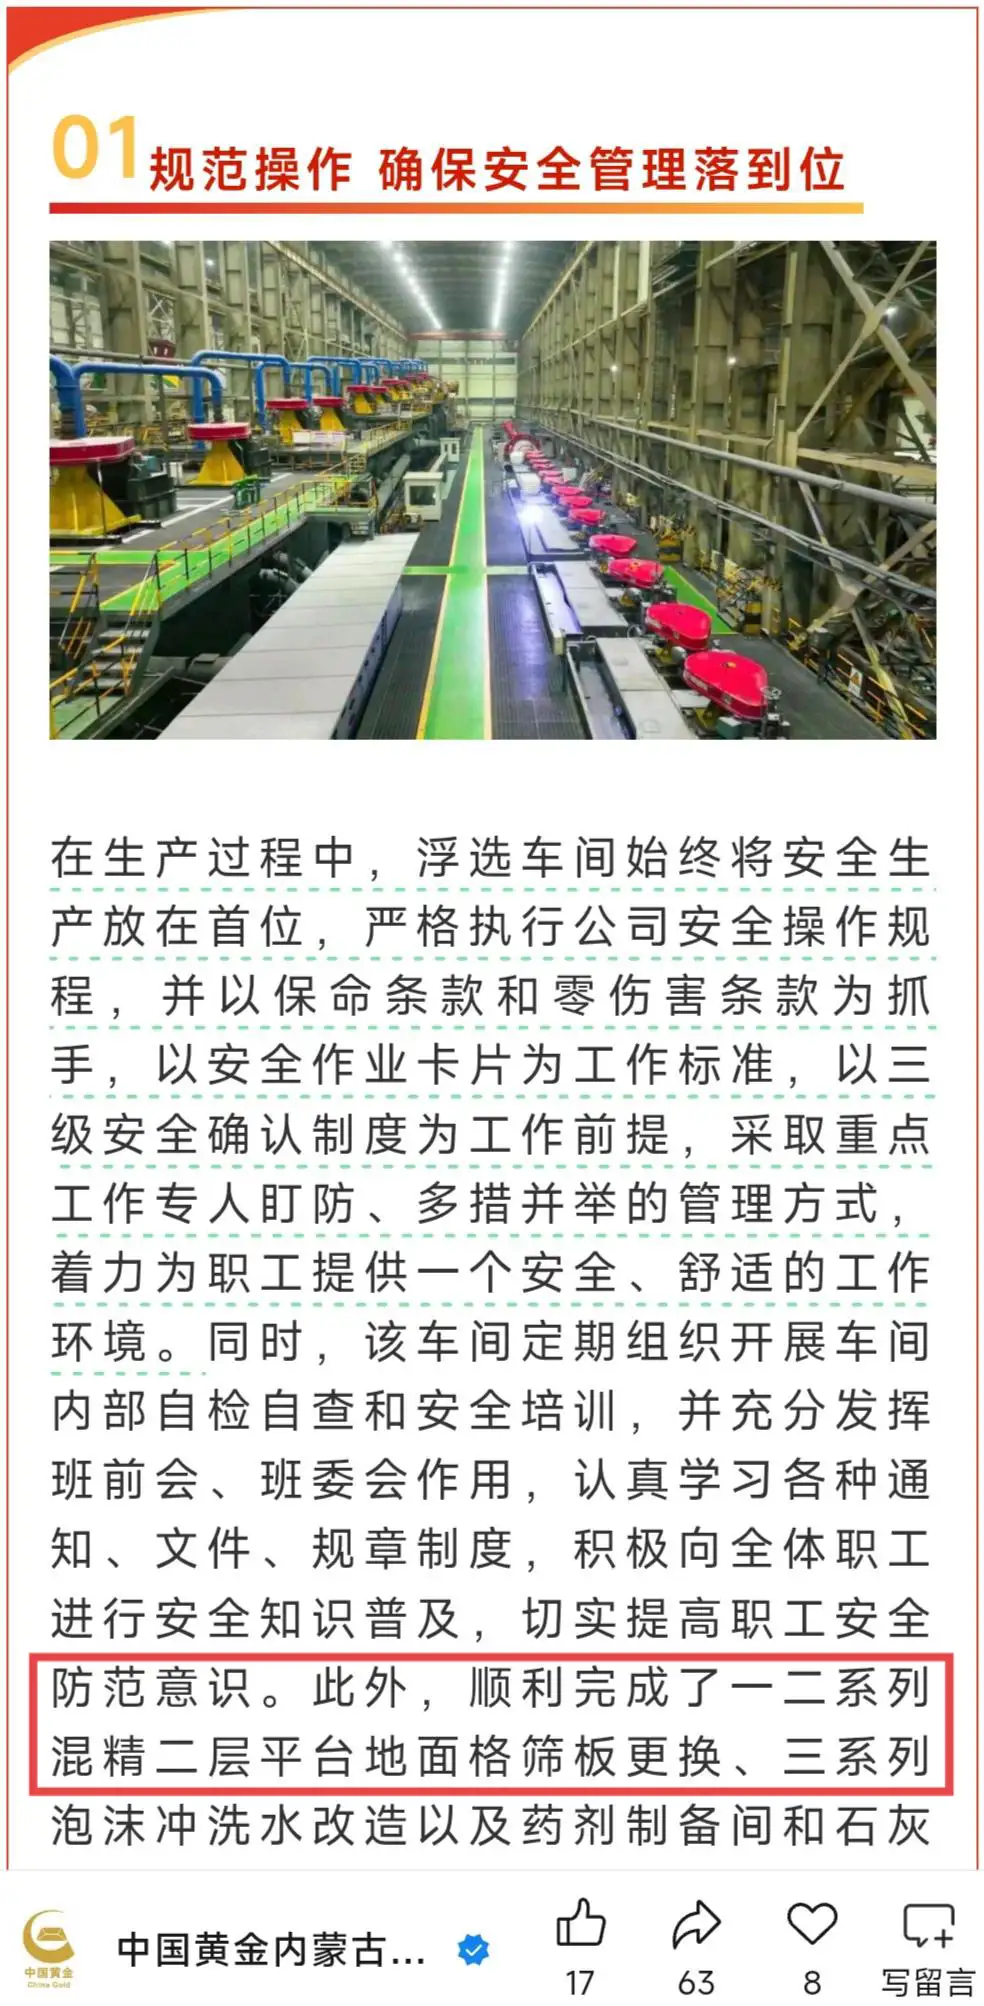 01 规范操作 确保安全管理落到位
在生产过程中，浮选车间始终将安全生
产放在首位，严格执行公司安全操作规
程，并以保命条款和零伤害条款为抓
手，以安全作业卡片为工作标准，以三
级安全确认制度为工作前提，采取重点
工作专人盯防、多措并举的管理方式，
着力为职工提供一个安全、舒适的工作
环境。同时，该车间定期组织开展车间
内部自检自查和安全培训，并充分发挥
班前会、班委会作用，认真学习各种通
知、文件、规章制度，积极向全体职工
进行安全知识普及，切实提高职工安全
防范意识。此外，顺利完成了一二系列
混精二层平台地面格筛板更换、三系列
泡沫冲洗水改造以及药剂制备间和石灰
中国黄金
China Gold
中国黄金内蒙古...
17
63
8
写留言